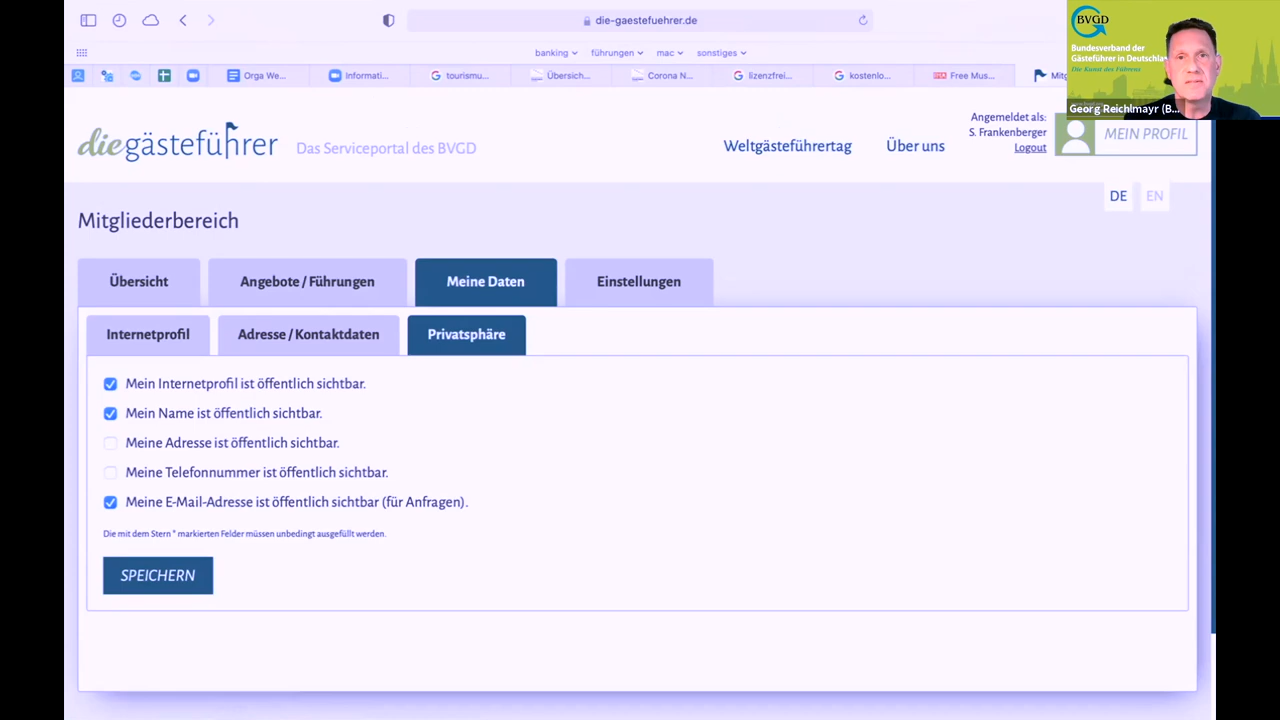 die-gaestefuehrer.de
banking führungen mac sonstiges
Orga We... Informati... tourismu... Übersich... Corona N... lizenzfrei... kostenlo... Free Mus...
BVGD
Bundesverband der
Gästeführer in Deutschla
Die Kunst des Führens
Georg Reichlmayr (B...
diegästeführer Das Serviceportal des BVGD
Weltgästeführertag Über uns
Angemeldet als:
S. Frankenberger
Logout
MEIN PROFIL
DE EN
Mitgliederbereich
Übersicht Angebote / Führungen Meine Daten Einstellungen
Internetprofil Adresse / Kontaktdaten Privatsphäre
Mein Internetprofil ist öffentlich sichtbar.
Mein Name ist öffentlich sichtbar.
Meine Adresse ist öffentlich sichtbar.
Meine Telefonnummer ist öffentlich sichtbar.
Meine E-Mail-Adresse ist öffentlich sichtbar (für Anfragen).
Die mit dem Stern * markierten Felder müssen unbedingt ausgefüllt werden.
SPEICHERN